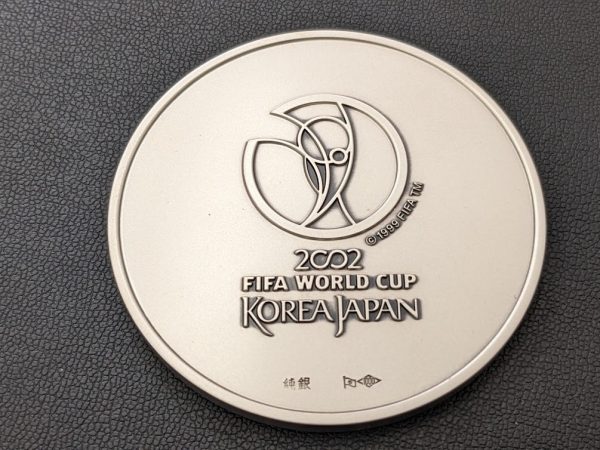 © 1999 FIFA TM
2002
FIFA WORLD CUP
KOREA JAPAN
純銀